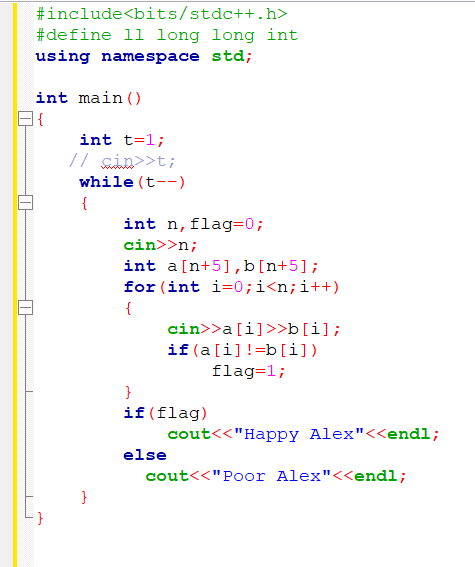 #include<bits/stdc++.h>
#define ll long long int
using namespace std;

int main()
{
    int t=1;
   // cin>>t;
    while(t--)
    {
        int n,flag=0;
        cin>>n;
        int a[n+5],b[n+5];
        for(int i=0;i<n;i++)
        {
            cin>>a[i]>>b[i];
            if(a[i]!=b[i])
                flag=1;
        }
        if(flag)
            cout<<"Happy Alex"<<endl;
        else
          cout<<"Poor Alex"<<endl;
    }
}